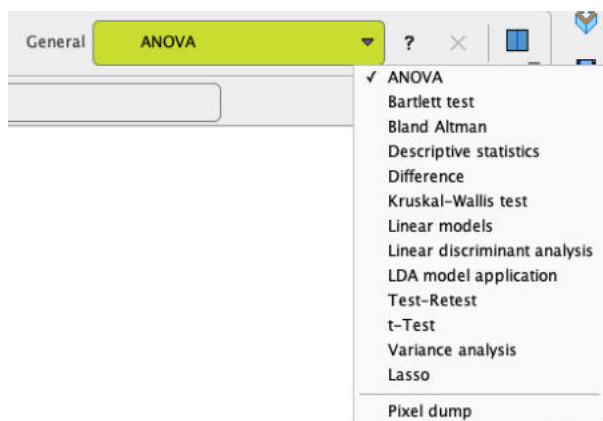 General ANOVA ?
✓ ANOVA
Bartlett test
Bland Altman
Descriptive statistics
Difference
Kruskal-Wallis test
Linear models
Linear discriminant analysis
LDA model application
Test-Retest
t-Test
Variance analysis
Lasso
Pixel dump